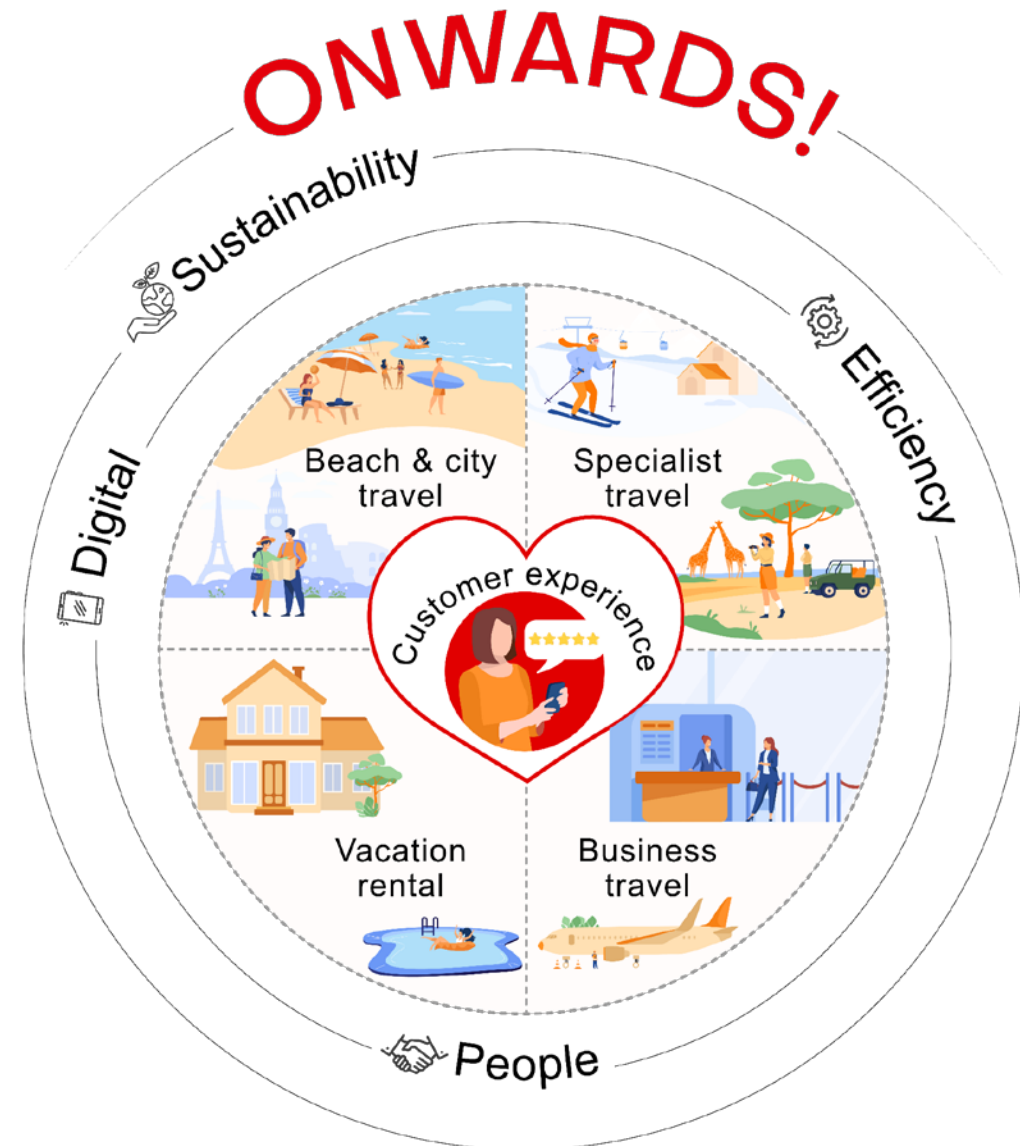 ONWARDS!
Sustainability
Digital
Efficiency
Beach & city
travel
Specialist
travel
Customer experience
Vacation
rental
Business
travel
People